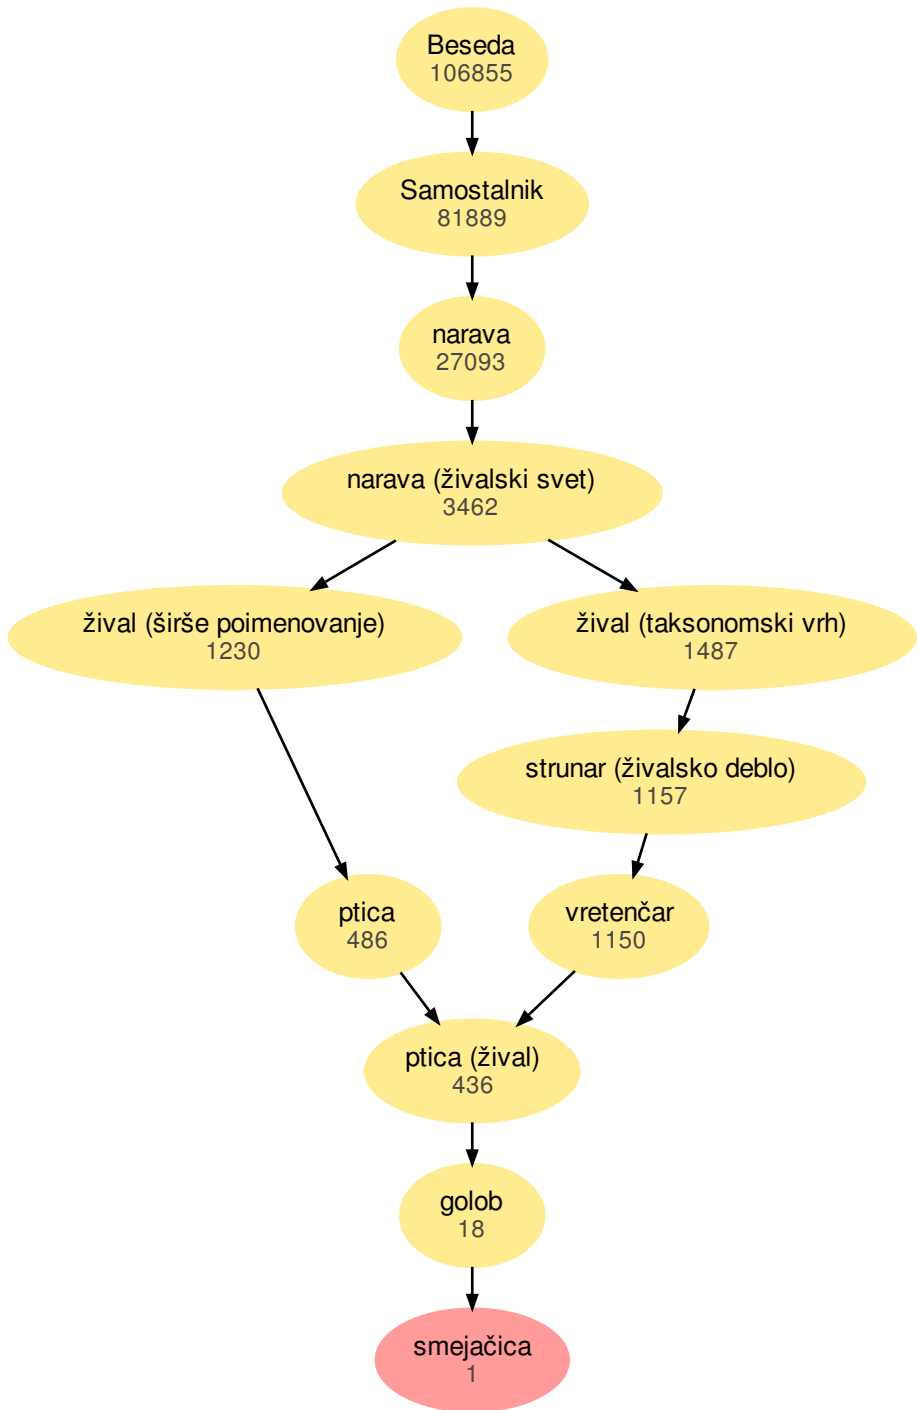 Beseda
106855
Samostalnik
81889
narava
27093
narava (živalski svet)
3462
žival (širše poimenovanje)
1230
žival (taksonomski vrh)
1487
strunar (živalsko deblo)
1157
ptica
486
vretenčar
1150
ptica (žival)
436
golob
18
smejačica
1